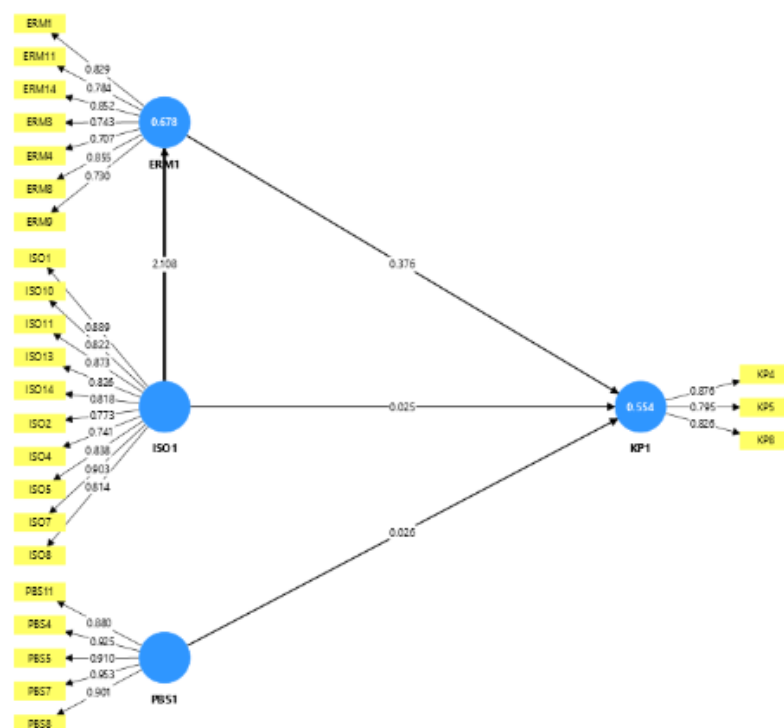 ERM1
ERM11
ERM14
ERM3
ERM4
ERM8
ERM9
0.829
0.784
0.852
0.743
0.707
0.855
0.730
0.678
ERM1
2.108
0.376
ISO1
ISO10
ISO11
ISO13
ISO14
ISO2
ISO4
ISO5
ISO7
ISO8
0.889
0.822
0.873
0.826
0.818
0.773
0.741
0.838
0.903
0.814
ISO1
0.025
0.554
KP1
0.876
0.795
0.826
KP4
KP5
KP8
0.026
PBS11
PBS4
PBS5
PBS7
PBS8
0.880
0.925
0.910
0.953
0.901
PBS1